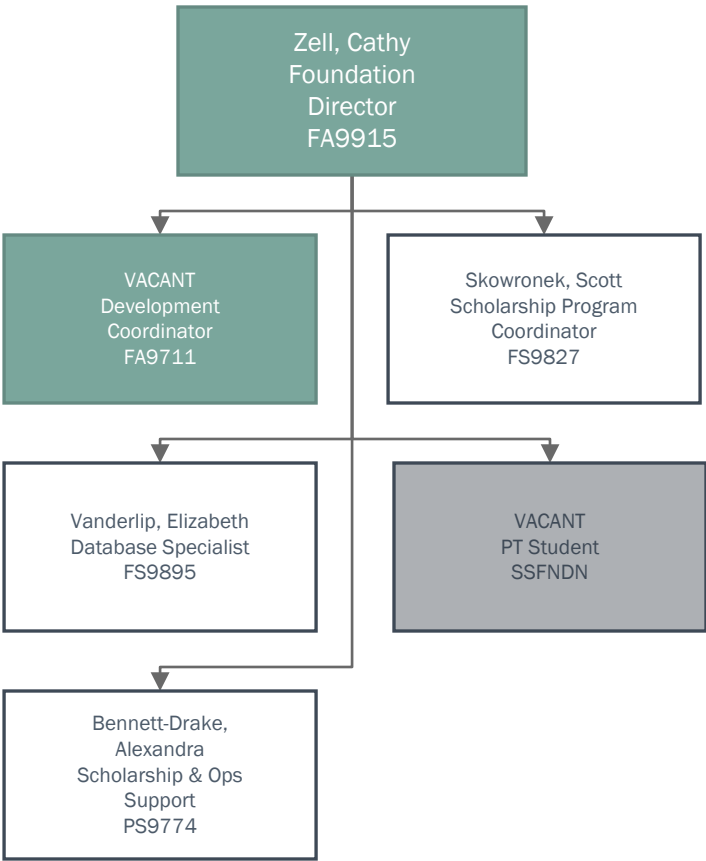 Zell, Cathy
Foundation
Director
FA9915
VACANT
Development
Coordinator
FA9711
Skowronek, Scott
Scholarship Program
Coordinator
FS9827
Vanderlip, Elizabeth
Database Specialist
FS9895
VACANT
PT Student
SSFNDN
Bennett-Drake,
Alexandra
Scholarship & Ops
Support
PS9774